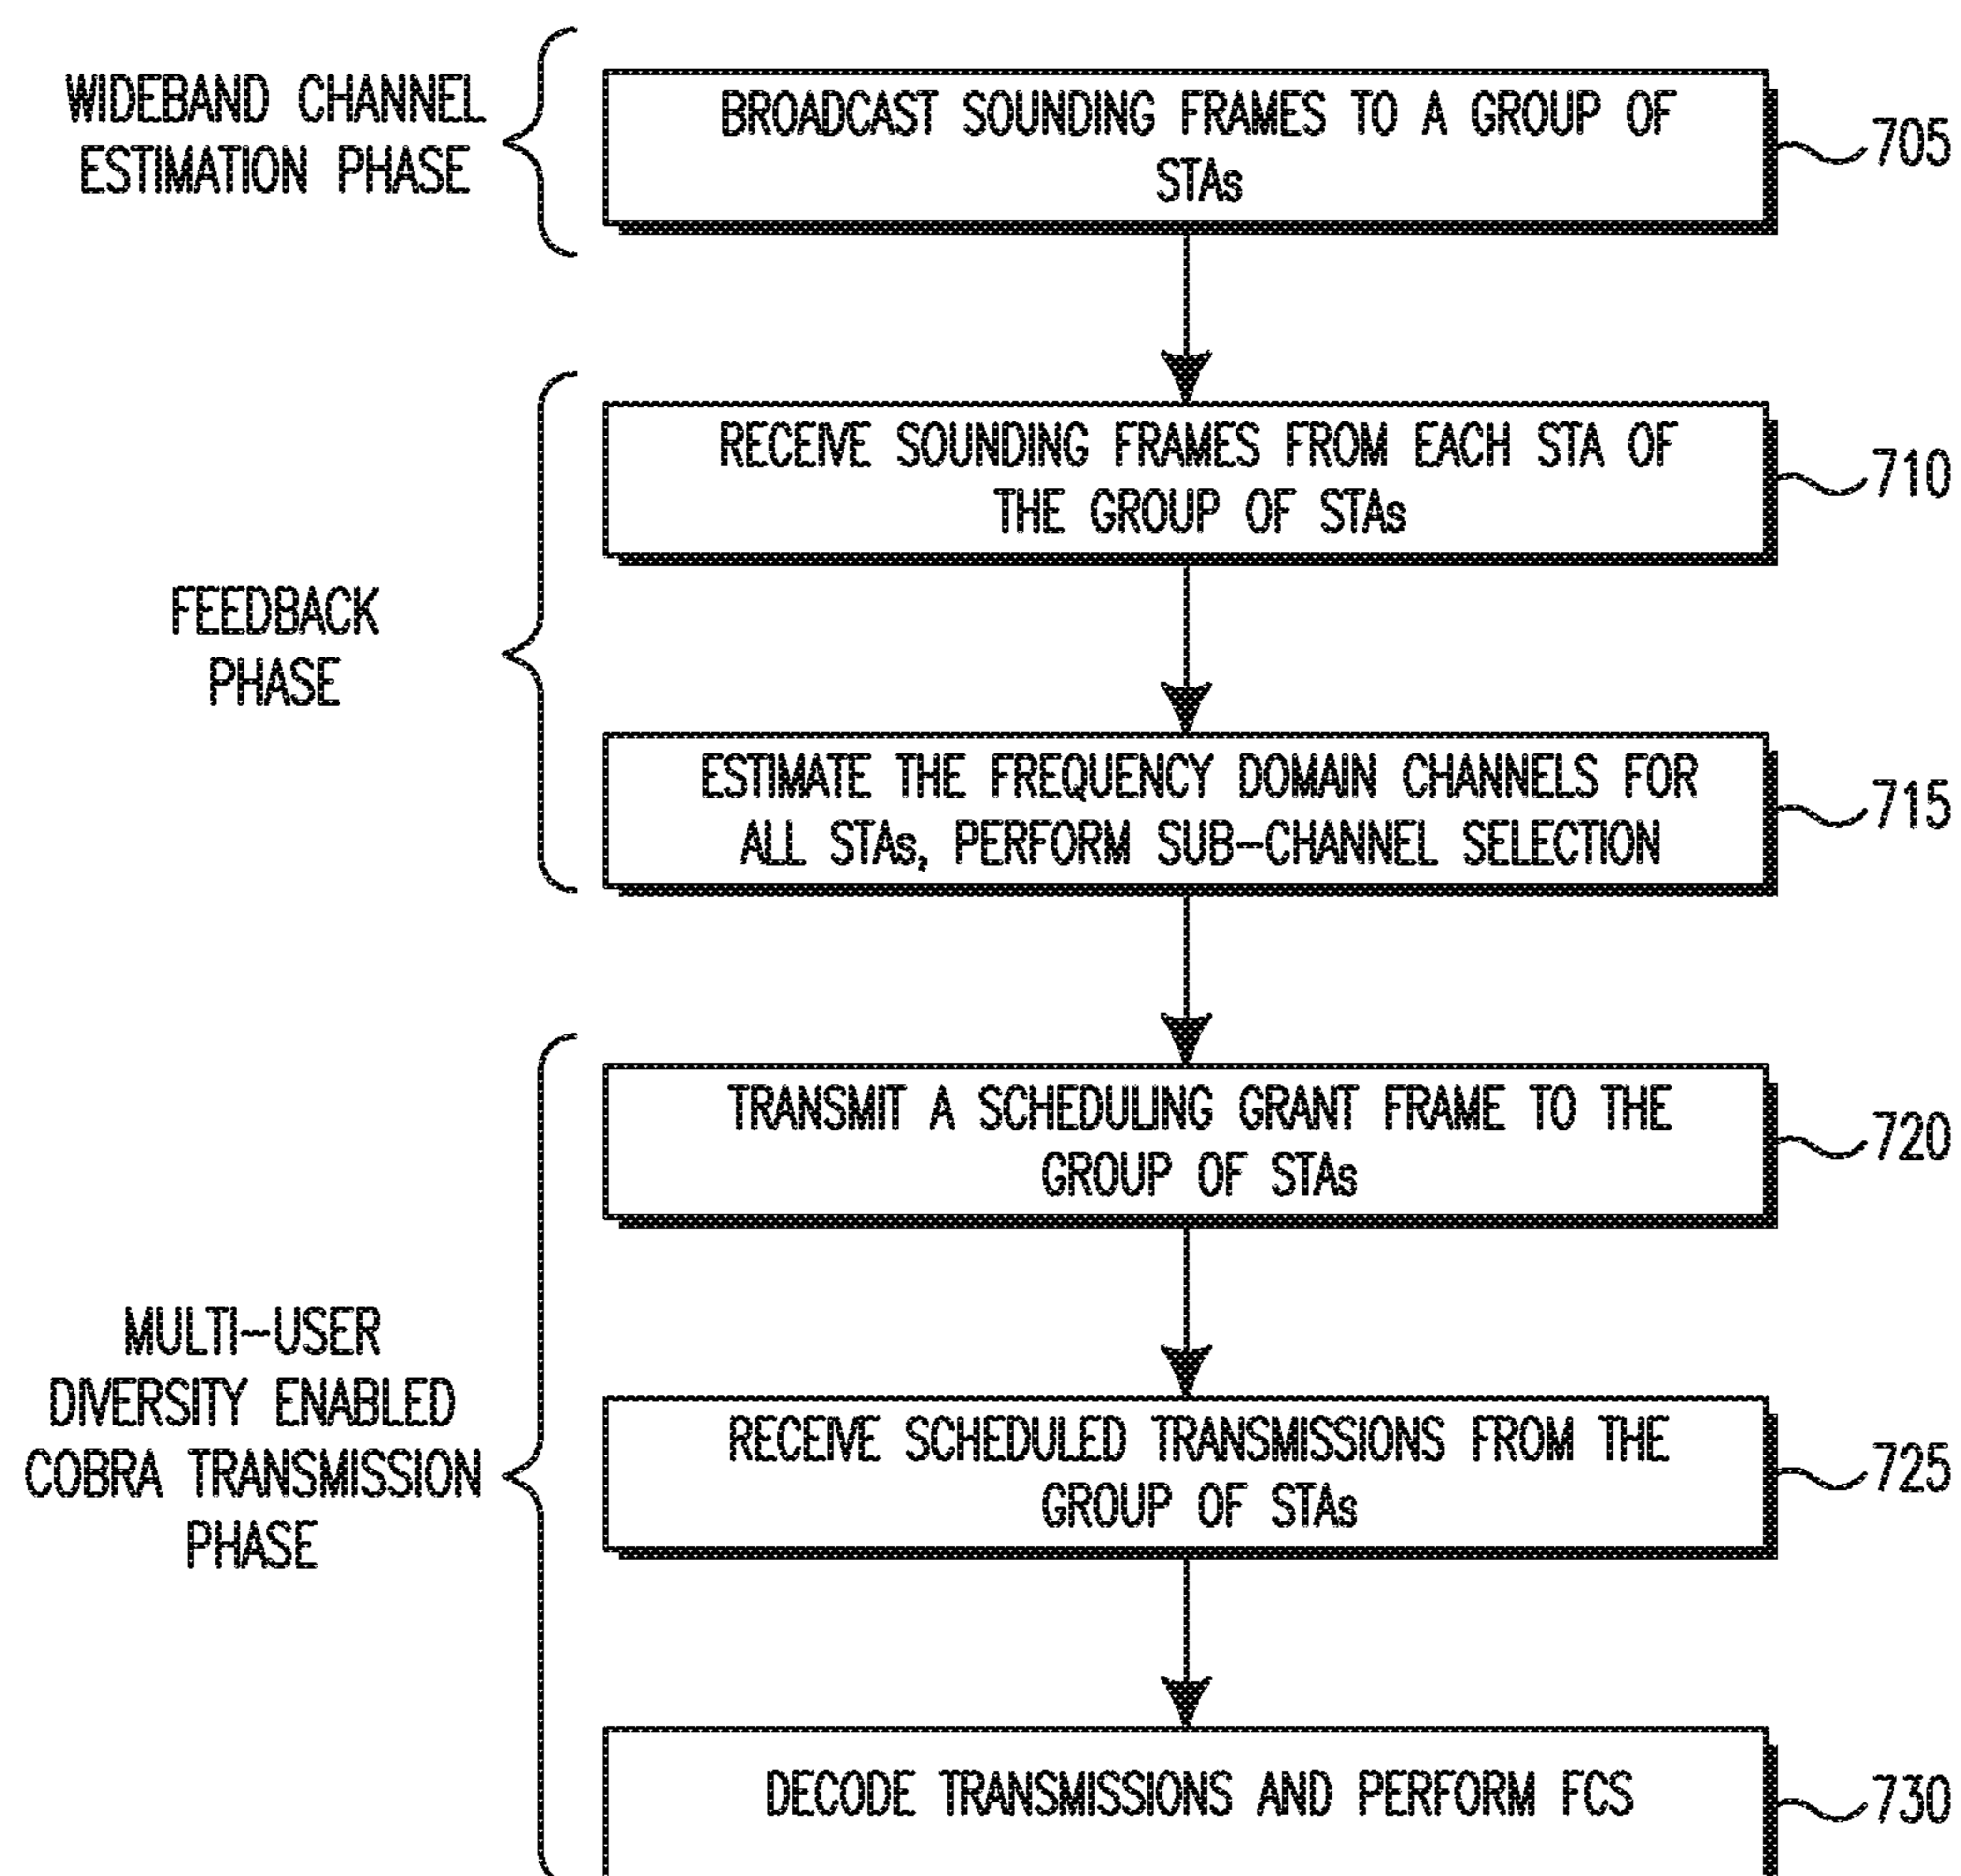 WIDEBAND CHANNEL
ESTIMATION PHASE
BROADCAST SOUNDING FRAMES TO A GROUP OF
STAs
705
RECEIVE SOUNDING FRAMES FROM EACH STA OF
THE GROUP OF STAs
710
FEEDBACK
PHASE
ESTIMATE THE FREQUENCY DOMAIN CHANNELS FOR
ALL STAs, PERFORM SUB-CHANNEL SELECTION
715
TRANSMIT A SCHEDULING GRANT FRAME TO THE
GROUP OF STAs
720
MULTI-USER
DIVERSITY ENABLED
COBRA TRANSMISSION
PHASE
RECEIVE SCHEDULED TRANSMISSIONS FROM THE
GROUP OF STAs
725
DECODE TRANSMISSIONS AND PERFORM FCS
730